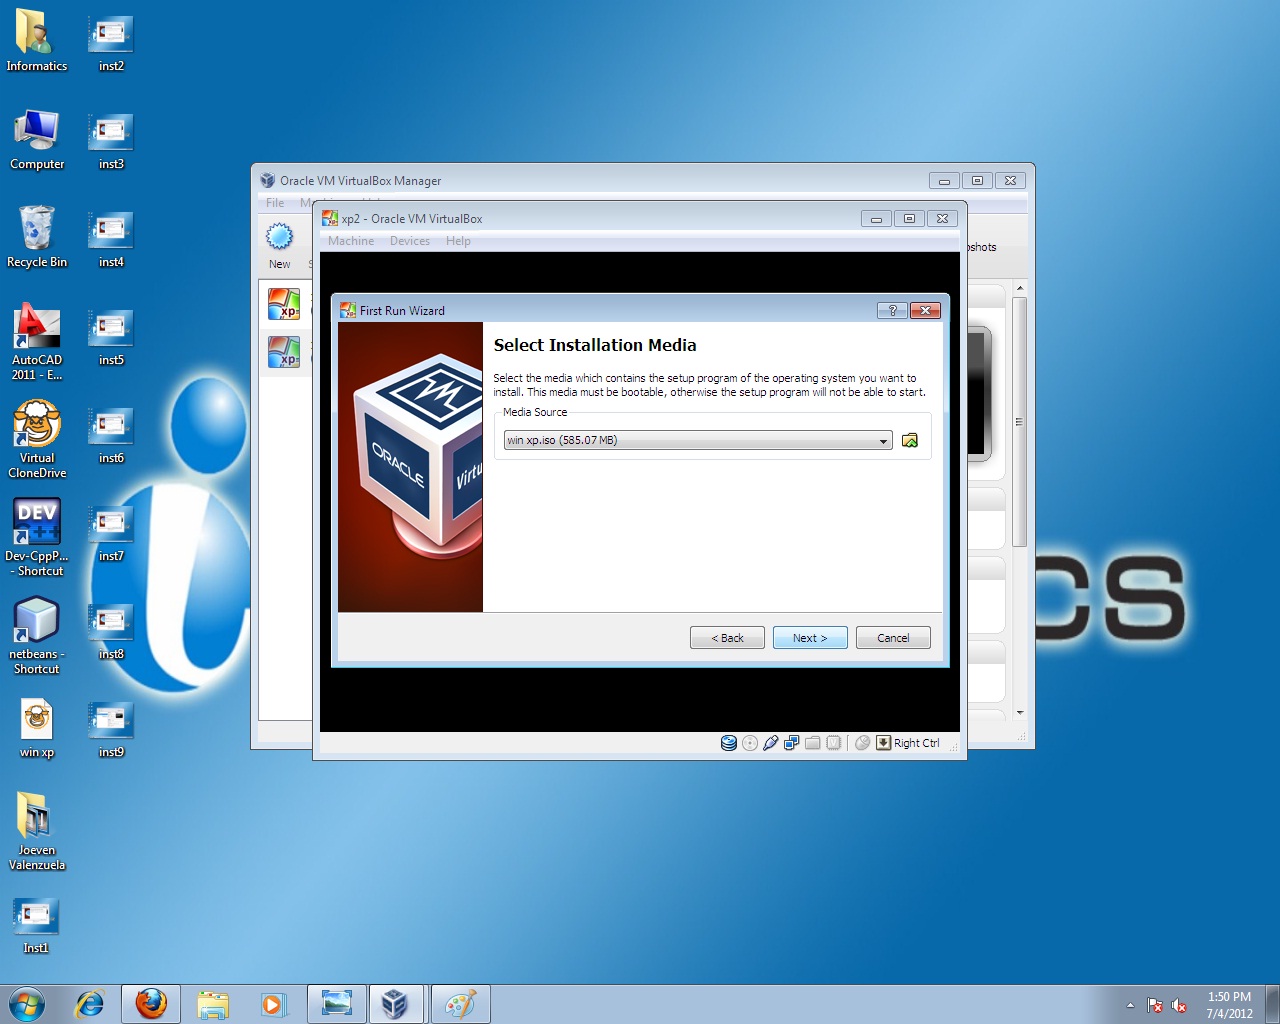 Informatics
inst2
Computer
inst3
Recycle Bin
inst4
AutoCAD
2011 - E...
inst5
Virtual
CloneDrive
inst6
DEV
C++
Dev-CppP...
- Shortcut
inst7
netbeans -
Shortcut
inst8
win xp
inst9
Joeven
Valenzuela
Inst1
Oracle VM VirtualBox Manager
File
New
pshots
xp
xp
xp2 - Oracle VM VirtualBox
Machine Devices Help
First Run Wizard
Select Installation Media
Select the media which contains the setup program of the operating system you want to
install. This media must be bootable, otherwise the setup program will not be able to start.
Media Source
win xp.iso (585.07 MB)
ORACLE
Virtu
< Back
Next >
Cancel
Right Ctrl
cs
1:50 PM
7/4/2012